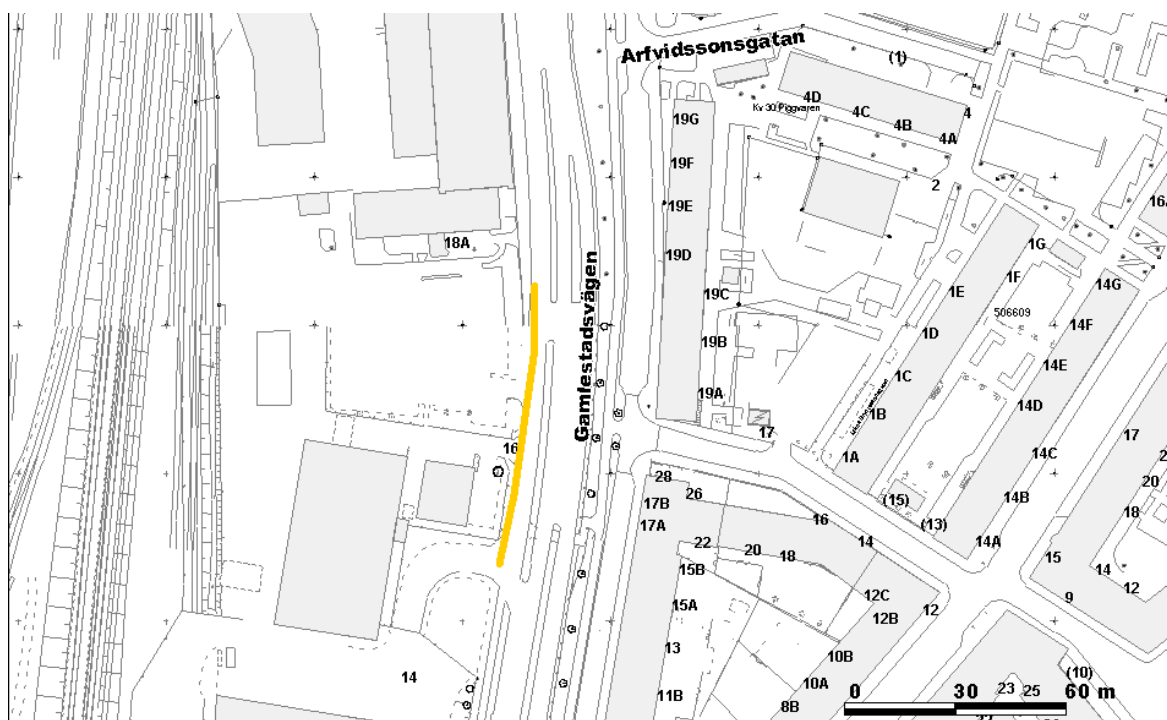 Arfvidssonsgatan
(1)
4D
Kv 30 Piggvaren
4C
4B
4A
4
19G
19F
19E
19D
19C
19B
19A
2
16A
18A
Gamlestadsvägen
1G
1F
1E
1D
1C
1B
1A
506609
14G
14F
14E
14D
14C
14B
14A
17
17
20
18
15
14
12
9
16
28
26
17B
17A
(15)
(13)
16
14
22
20
18
15B
15A
12C
12B
12
13
10B
10A
11B
8B
14
23
25
(10)
0
30
60 m